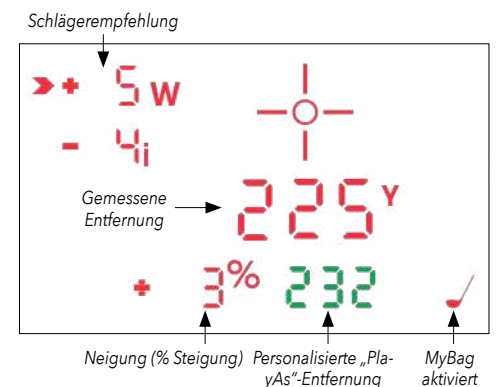 Schlägerempfehlung
+ 5 W
- 4i
Gemessene
Entfernung
225 Y
+ 3% 232
Neigung (% Steigung)
Personalisierte „Pla-
yAs“-Entfernung
MyBag
aktiviert